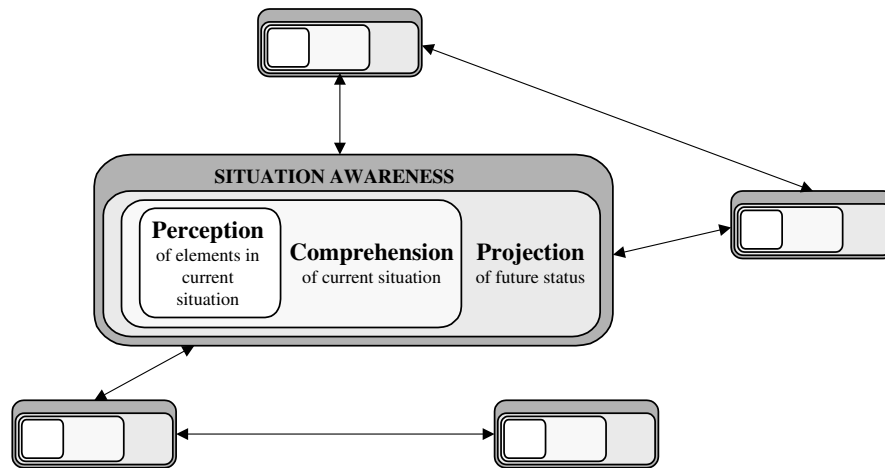 SITUATION AWARENESS
Perception
of elements in
current
situation
Comprehension
of current situation
Projection
of future status